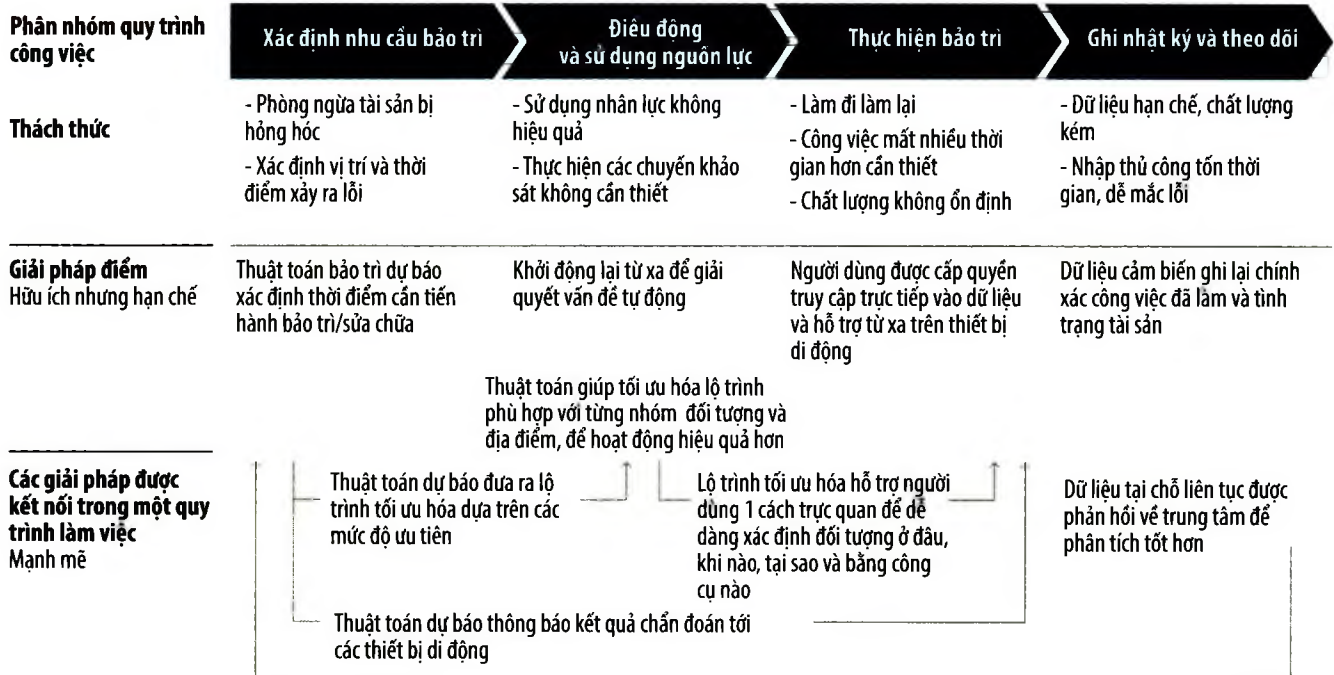 Phân nhóm quy trình
công việc
Xác định nhu cầu bảo trì
Điều động
và sử dụng nguồn lực
Thực hiện bảo trì
Ghi nhật ký và theo dõi
Thách thức
- Phòng ngừa tài sản bị
hỏng hóc
- Xác định vị trí và thời
điểm xảy ra lỗi
- Sử dụng nhân lực không
hiệu quả
- Thực hiện các chuyến khảo
sát không cần thiết
- Làm đi làm lại
- Công việc mất nhiều thời
gian hơn cần thiết
- Chất lượng không ổn định
- Dữ liệu hạn chế, chất lượng
kém
- Nhập thủ công tốn thời
gian, dễ mắc lỗi
Giải pháp điểm
Hữu ích nhưng hạn chế
Thuật toán bảo trì dự báo
xác định thời điểm cần tiến
hành bảo trì/sửa chữa
Khởi động lại từ xa để giải
quyết vấn đề tự động
Người dùng được cấp quyền
truy cập trực tiếp vào dữ liệu
và hỗ trợ từ xa trên thiết bị
di động
Dữ liệu cảm biến ghi lại chính
xác công việc đã làm và tình
trạng tài sản
Thuật toán giúp tối ưu hóa lộ trình
phù hợp với từng nhóm đối tượng và
địa điểm, để hoạt động hiệu quả hơn
Các giải pháp được
kết nối trong một quy
trình làm việc
Mạnh mẽ
Thuật toán dự báo đưa ra lộ
trình tối ưu hóa dựa trên các
mức độ ưu tiên
Lộ trình tối ưu hóa hỗ trợ người
dùng 1 cách trực quan để dễ
dàng xác định đối tượng ở đâu,
khi nào, tại sao và bằng công
cụ nào
Dữ liệu tại chỗ liên tục được
phản hồi về trung tâm để
phân tích tốt hơn
Thuật toán dự báo thông báo kết quả chẩn đoán tới
các thiết bị di động